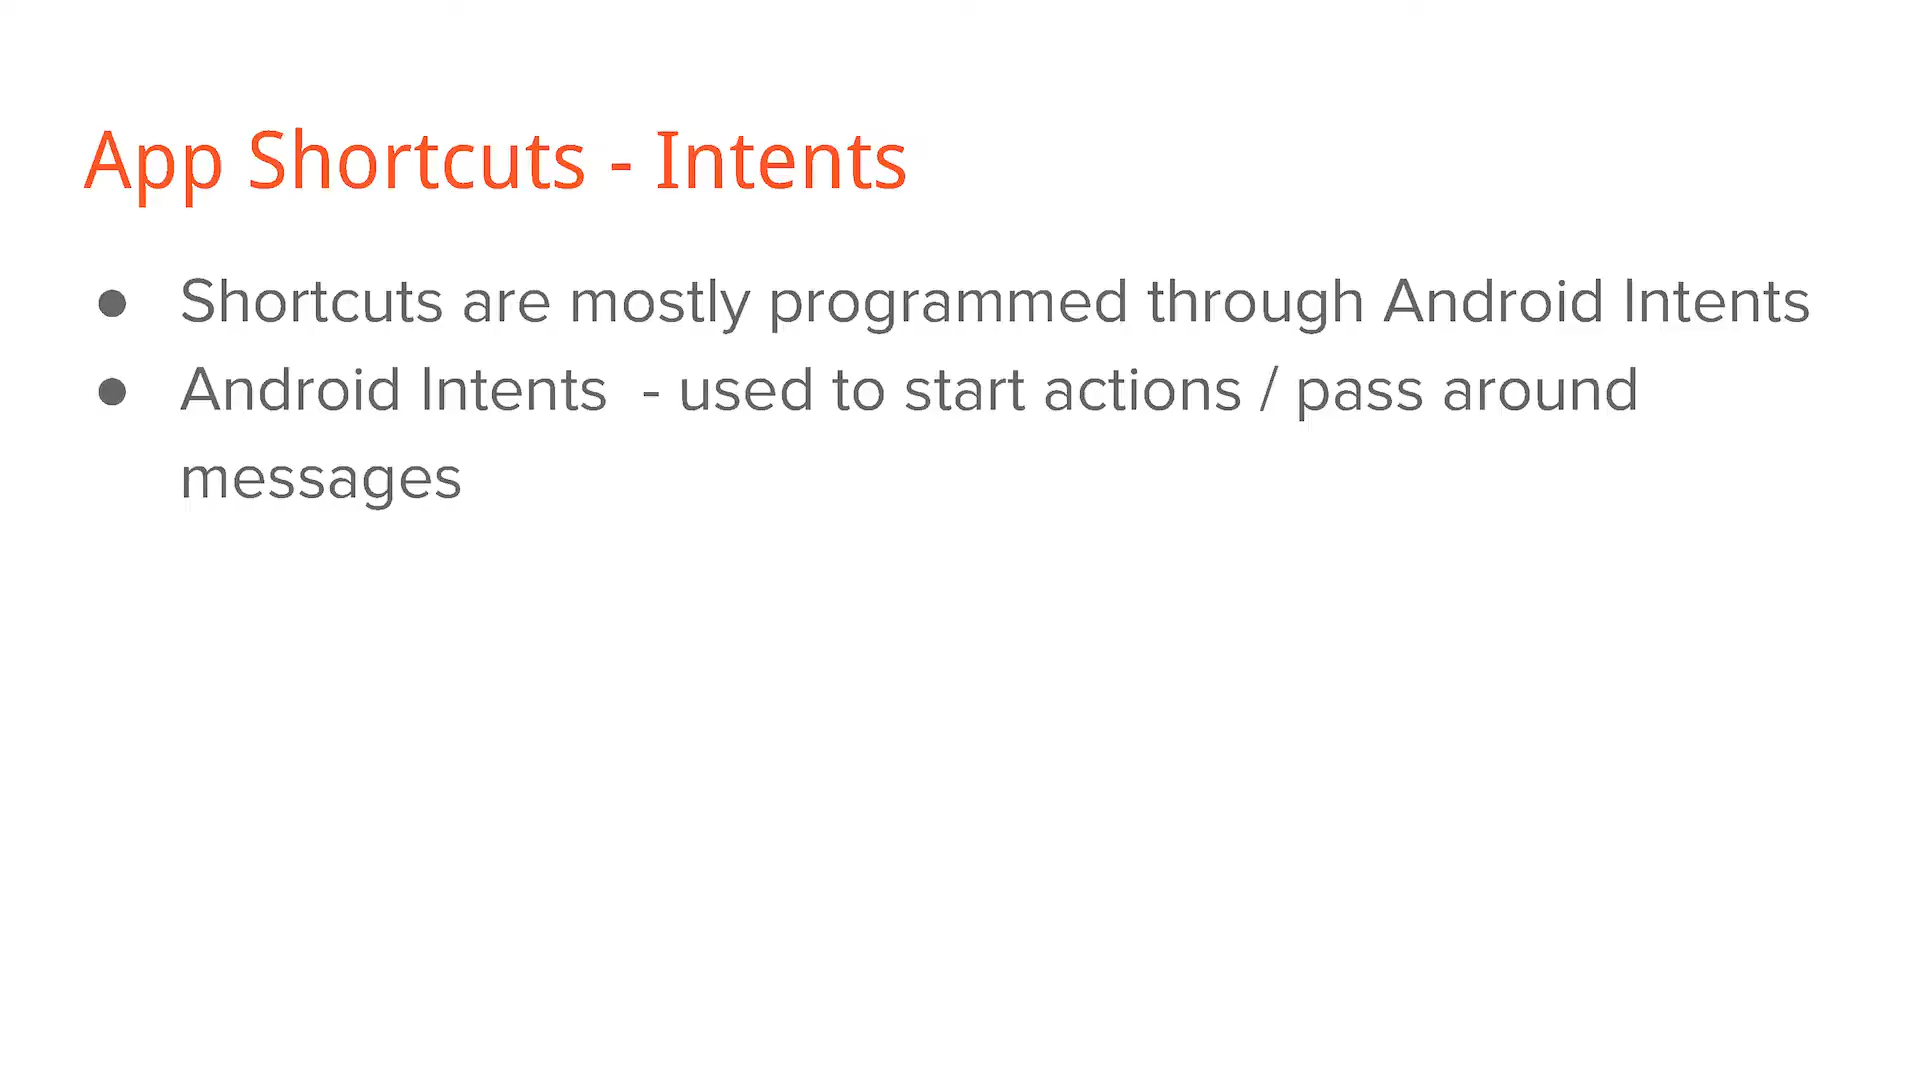 App Shortcuts - Intents
● Shortcuts are mostly programmed through Android Intents
● Android Intents  - used to start actions / pass around
messages